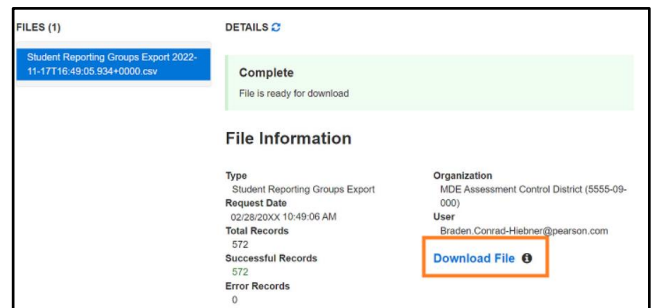 FILES (1)
Student Reporting Groups Export 2022-
11-17T16:49:05.934+0000.csv
DETAILS
Complete
File is ready for download
File Information
Type
Student Reporting Groups Export
Request Date
02/28/20XX 10:49:06 AM
Total Records
572
Successful Records
572
Error Records
0
Organization
MDE Assessment Control District (5555-09-
000)
User
Braden.Conrad-Hiebner@pearson.com
Download File